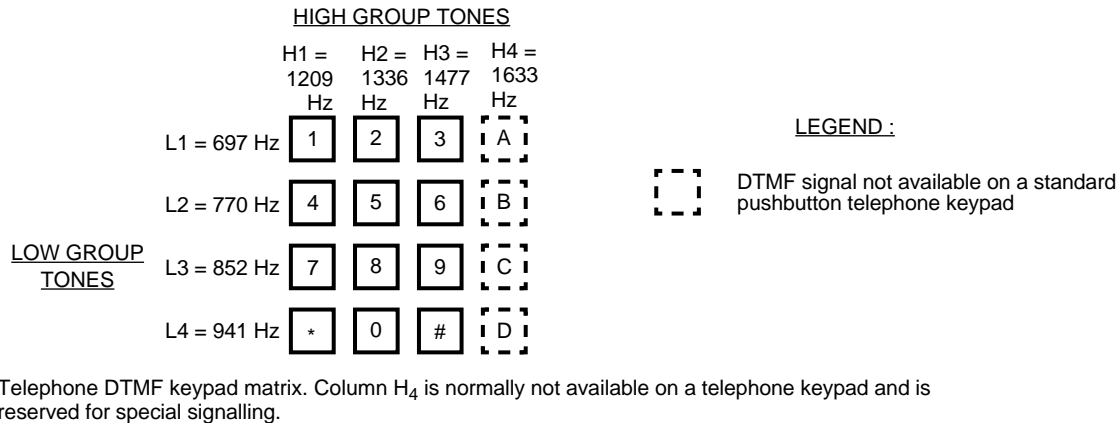 HIGH GROUP TONES
H1 = H2 = H3 = H4 =
1209 1336 1477 1633
Hz Hz Hz Hz
L1 = 697 Hz 1 2 3 A
LEGEND :
L2 = 770 Hz 4 5 6 B
DTMF signal not available on a standard
pushbutton telephone keypad
LOW GROUP
TONES
L3 = 852 Hz 7 8 9 C
L4 = 941 Hz * 0 # D
Telephone DTMF keypad matrix. Column H4 is normally not available on a telephone keypad and is
reserved for special signalling.